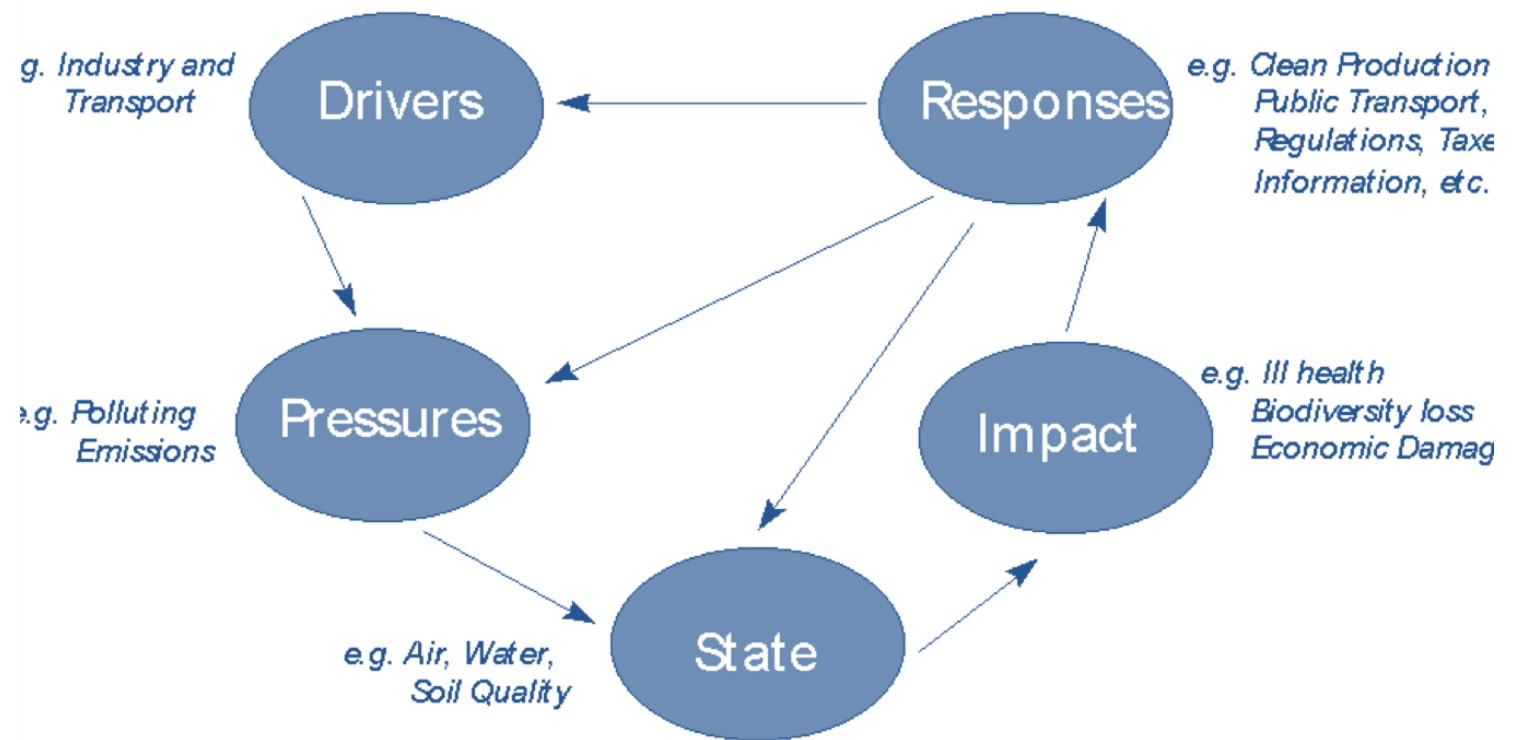 g. Industry and
Transport
Drivers
Responses
e.g. Clean Production
Public Transport,
Regulations, Taxe
Information, etc.
e.g. Polluting
Emissions
Pressures
Impact
e.g. Ill health
Biodiversity loss
Economic Damag
e.g. Air, Water,
Soil Quality
State